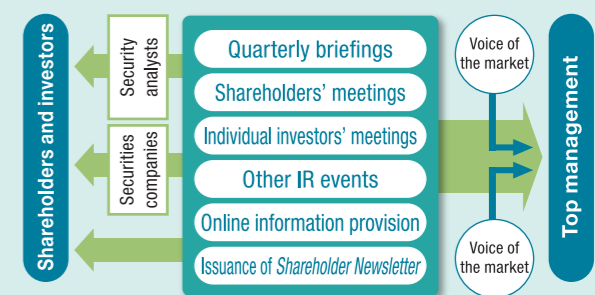 Shareholders and investors
Security
analysts
Securities
companies
Quarterly briefings
Shareholders' meetings
Individual investors' meetings
Other IR events
Online information provision
Issuance of Shareholder Newsletter
Voice of
the market
Voice of
the market
Top management